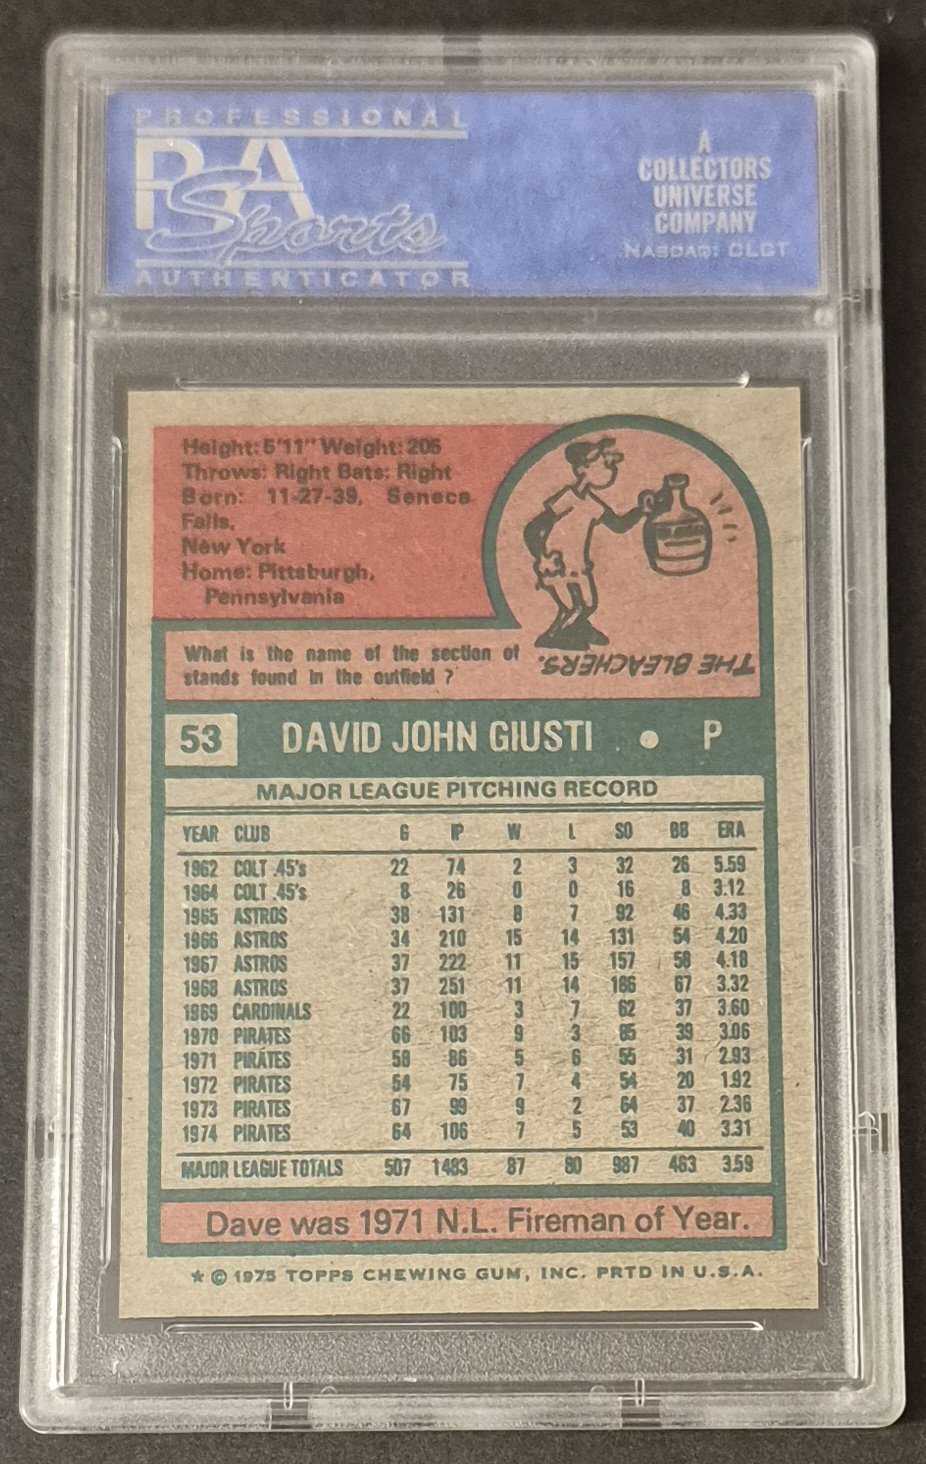 PROFESSIONAL
PSA
Sports
AUTHENTICATOR
A
COLLECTORS
UNIVERSE
COMPANY
NASDAQ: CLCT
Height: 5'11" Weight: 205
Throws: Right Bats: Right
Born: 11-27-39, Seneca
Falls,
New York
Home: Pittsburgh,
Pennsylvania
What is the name of the section of
stands found in the outfield ?
THE BLEACHERS.
53 DAVID JOHN GIUSTI • P
MAJOR LEAGUE PITCHING RECORD
YEAR CLUB G IP W L SO BB ERA
1962 COLT .45's 22 74 2 3 32 26 5.59
1964 COLT .45's 8 26 0 0 16 8 3.12
1965 ASTROS 38 131 8 7 92 46 4.33
1966 ASTROS 34 210 15 14 131 54 4.20
1967 ASTROS 37 222 11 15 157 58 4.18
1968 ASTROS 37 251 11 14 186 67 3.32
1969 CARDINALS 22 100 3 7 62 37 3.60
1970 PIRATES 66 103 9 3 85 39 3.06
1971 PIRATES 58 86 5 6 55 31 2.93
1972 PIRATES 54 75 7 4 54 20 1.92
1973 PIRATES 67 99 9 2 64 37 2.36
1974 PIRATES 64 106 7 5 53 40 3.31
MAJOR LEAGUE TOTALS 507 1483 87 80 987 463 3.59
Dave was 1971 N.L. Fireman of Year.
* © 1975 TOPPS CHEWING GUM, INC. PRTD IN U.S.A.